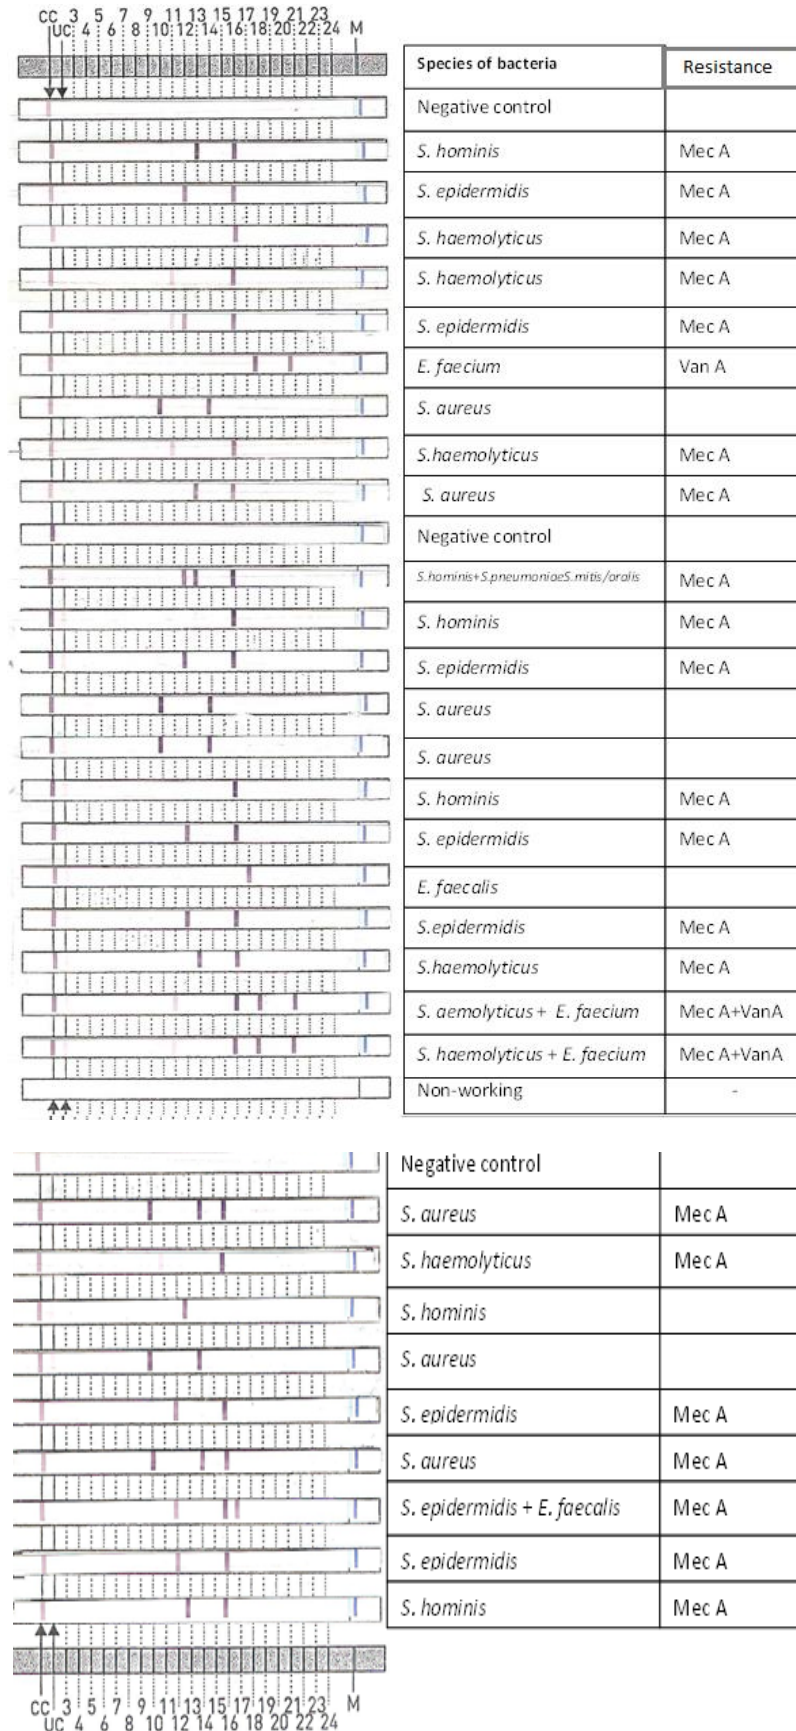 CC 3 5 7 9 11 13 15 17 19 21 23
UC 4 6 8 10 12 14 16 18 20 22 24 M
Species of bacteria Resistance
Negative control
S. hominis Mec A
S. epidermidis Mec A
S. haemolyticus Mec A
S. haemolyticus Mec A
S. epidermidis Mec A
E. faecium Van A
S. aureus
S.haemolyticus Mec A
S. aureus Mec A
Negative control
S.hominis+S.pneumoniaeS.mitis/oralis Mec A
S. hominis Mec A
S. epidermidis Mec A
S. aureus
S. aureus
S. hominis Mec A
S. epidermidis Mec A
E. faecalis
S.epidermidis Mec A
S.haemolyticus Mec A
S. aemolyticus + E. faecium Mec A+VanA
S. haemolyticus + E. faecium Mec A+VanA
Non-working -
Negative control
S. aureus Mec A
S. haemolyticus Mec A
S. hominis
S. aureus
S. epidermidis Mec A
S. aureus Mec A
S. epidermidis + E. faecalis Mec A
S. epidermidis Mec A
S. hominis Mec A
CC 3 5 7 9 11 13 15 17 19 21 23 M
UC 4 6 8 10 12 14 16 18 20 22 24